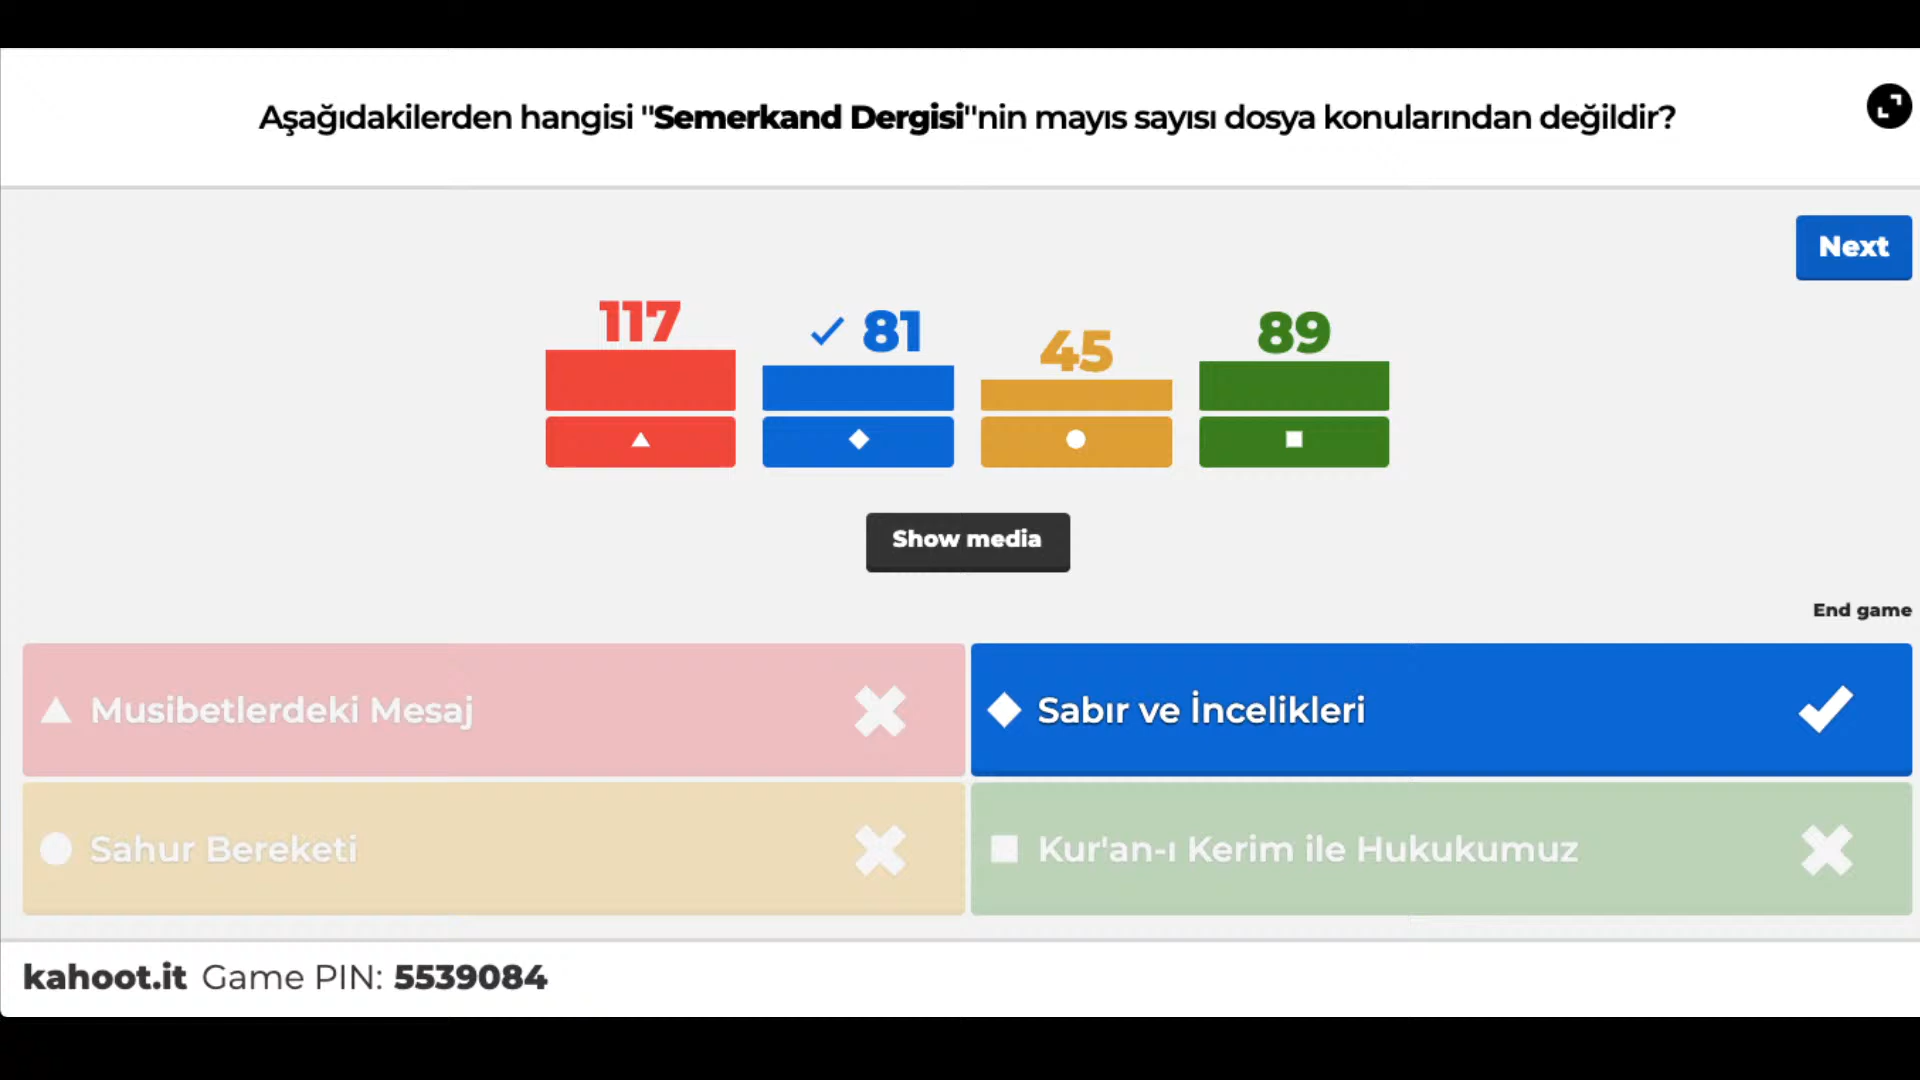 Aşağıdakilerden hangisi "Semerkand Dergisi"nin mayıs sayısı dosya konularından değildir?
Next
117
81
45
89
Show media
End game
Musibetlerdeki Mesaj
Sabır ve İncelikleri
Sahur Bereketi
Kur'an-ı Kerim ile Hukukumuz
kahoot.it Game PIN: 5539084